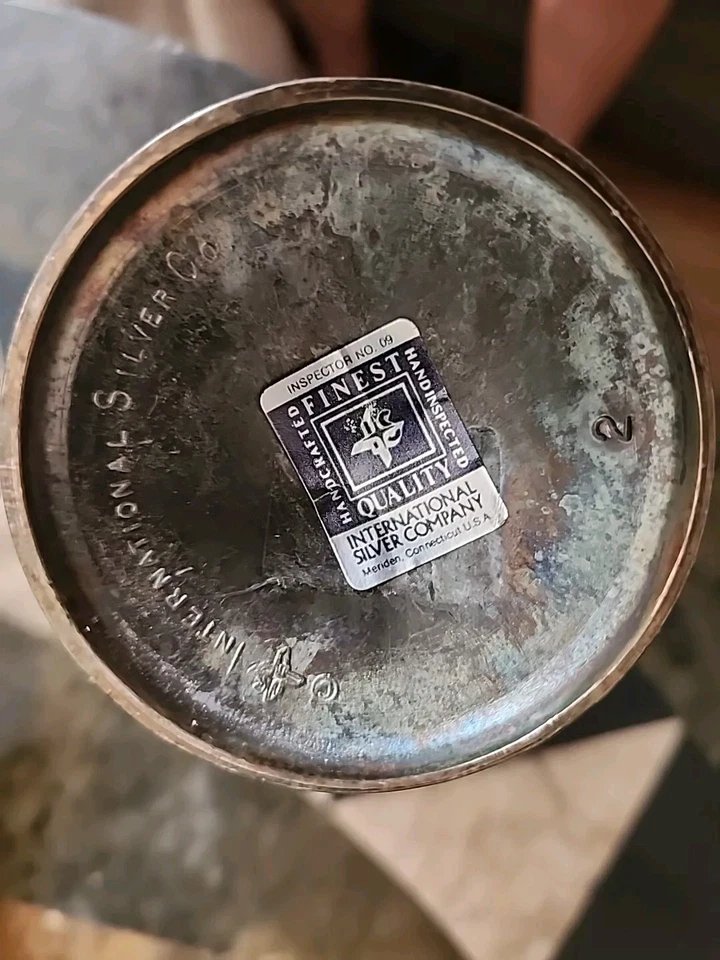 INSPECTOR NO. 09
FINEST
HANDCRAFTED
HANDINSPECTED
QUALITY
INTERNATIONAL
SILVER COMPANY
Meriden, Connecticut U.S.A.
INTERNATIONAL SILVER CO.
2